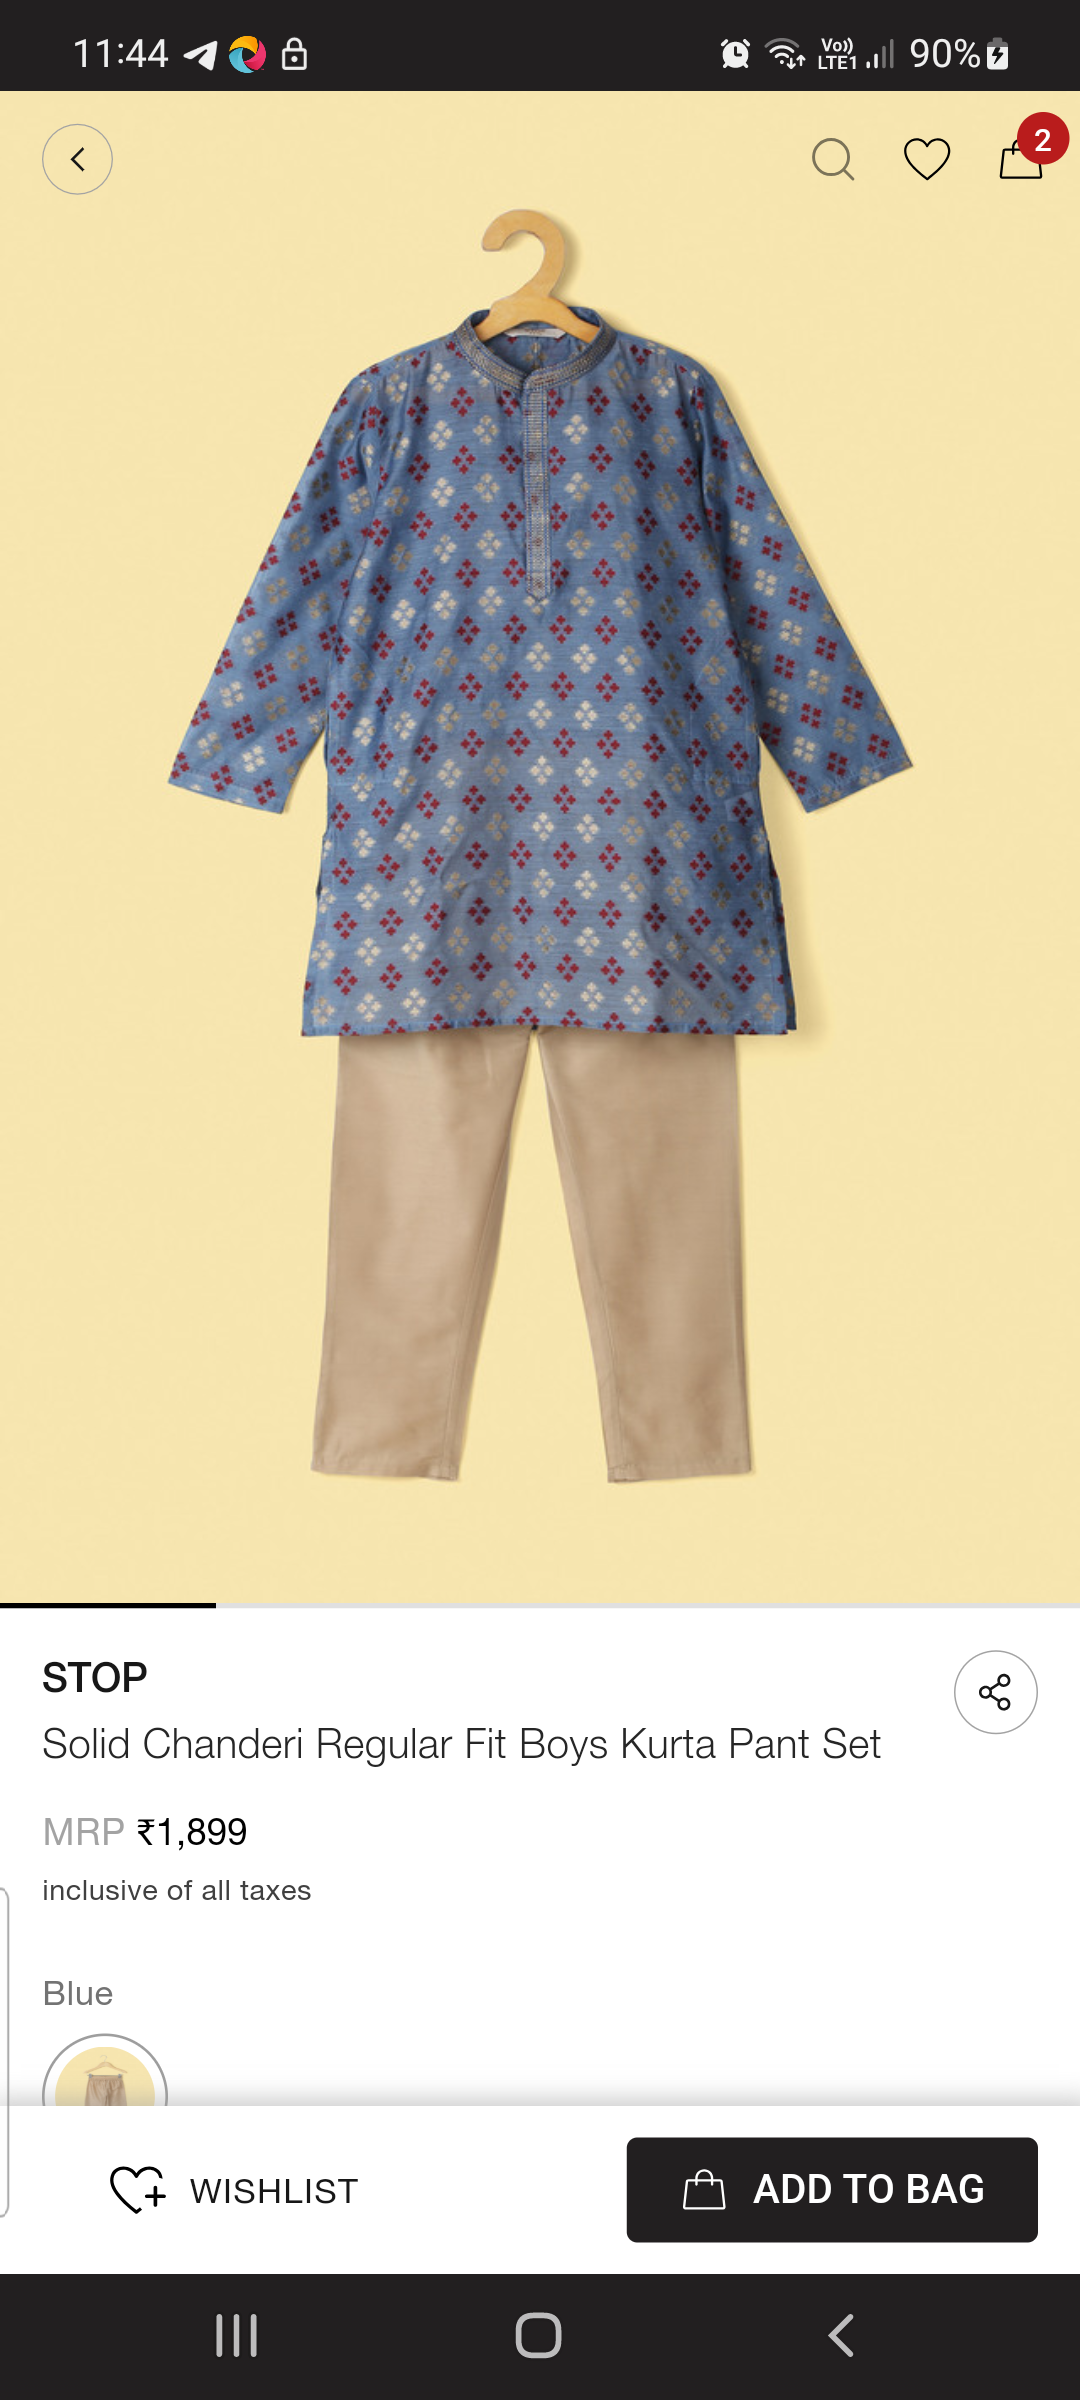 11:44
Vo)) LTE1 90%
2
STOP
Solid Chanderi Regular Fit Boys Kurta Pant Set
MRP ₹1,899
inclusive of all taxes
Blue
WISHLIST
ADD TO BAG